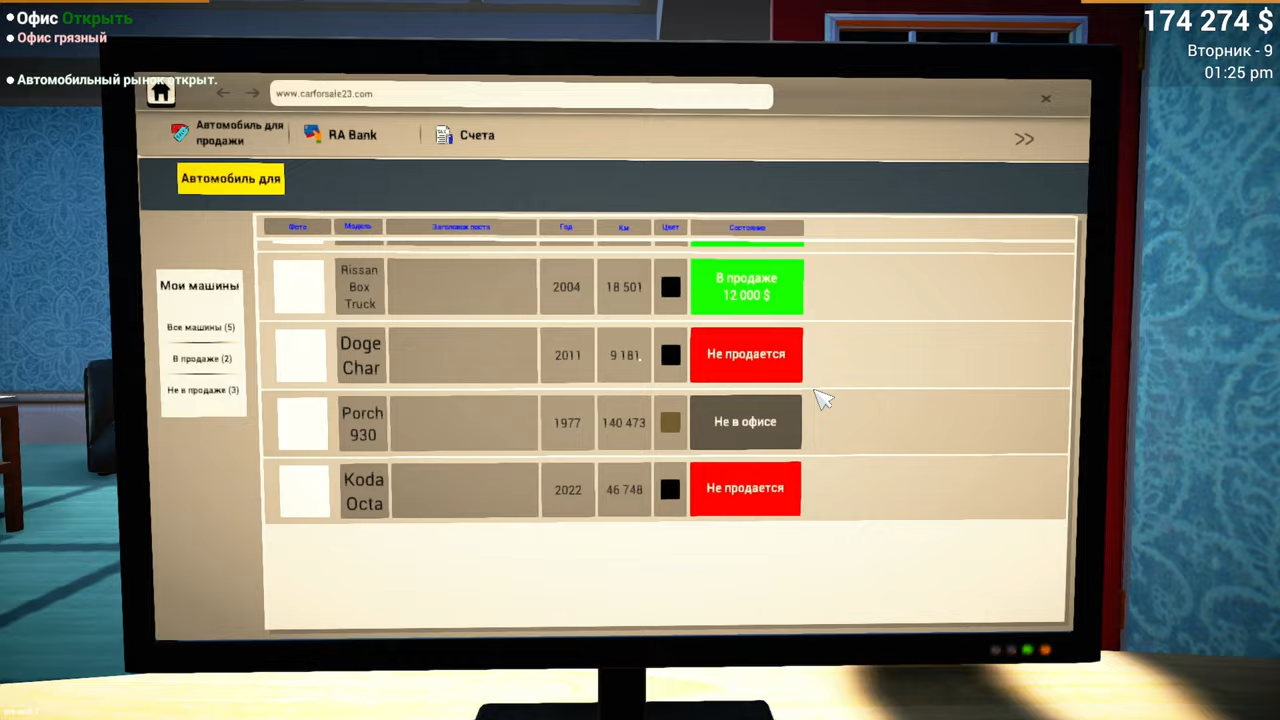 Офис Открыть
Офис грязный
Автомобильный рынок открыт.
174 274 $
Вторник - 9
01:25 pm
www.carforsale23.com
Автомобиль для продажи
RA Bank
Счета
>>
Автомобиль для
Фото Модель Заголовок поста Год Км Цвет Состояние
Rissan Box Truck 2004 18 501 В продаже 12 000 $
Doge Char 2011 9 181 Не продается
Porch 930 1977 140 473 Не в офисе
Koda Octa 2022 46 748 Не продается
Мои машины
Все машины (5)
В продаже (2)
Не в продаже (3)